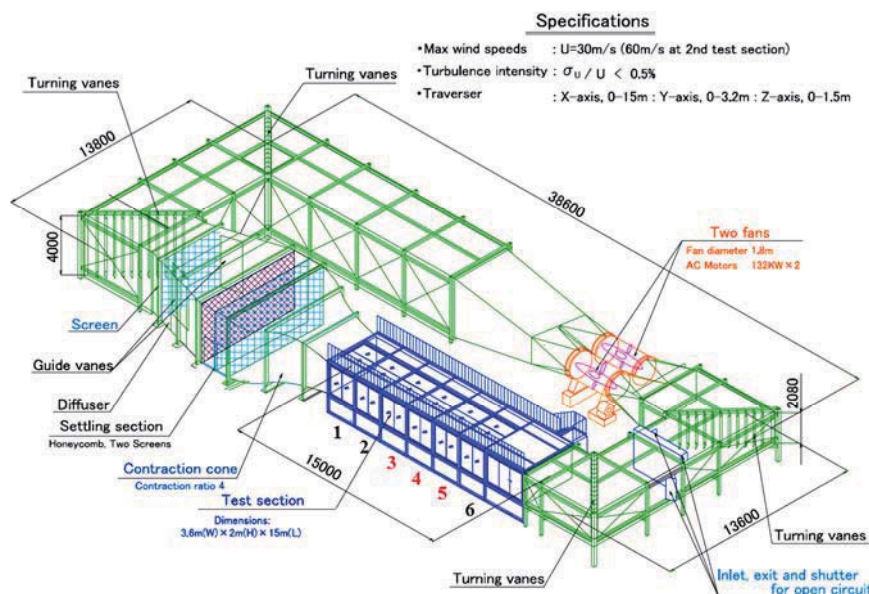 Specifications
・Max wind speeds : U=30m/s (60m/s at 2nd test section)
・Turbulence intensity : σU / U < 0.5%
・Traverser : X-axis, 0-15m : Y-axis, 0-3.2m : Z-axis, 0-1.5m
Turning vanes
Turning vanes
13800
38600
4000
Two fans
Fan diameter 1.8m
AC Motors 132KW×2
Screen
Guide vanes
Diffuser
Settling section
Honeycomb, Two Screens
Contraction cone
Contraction ratio 4
Test section
Dimensions:
3.6m(W)×2m(H)×15m(L)
1
2
3
4
5
6
15000
2080
13600
Turning vanes
Turning vanes
Inlet, exit and shutter
for open circuit